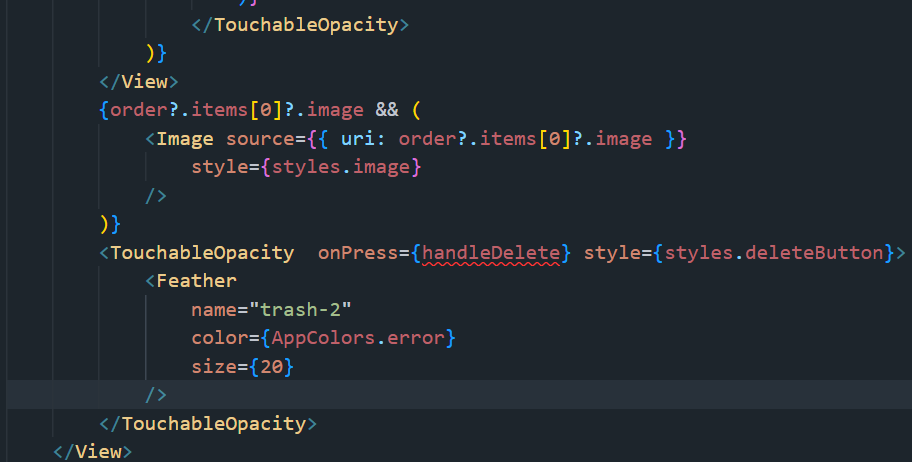 )}
</TouchableOpacity>
)}
</View>
{order?.items[0]?.image && (
<Image source={{ uri: order?.items[0]?.image }}
style={styles.image}
/>
)}
<TouchableOpacity  onPress={handleDelete} style={styles.deleteButton}>
<Feather
name="trash-2"
color={AppColors.error}
size={20}
/>
</TouchableOpacity>
</View>